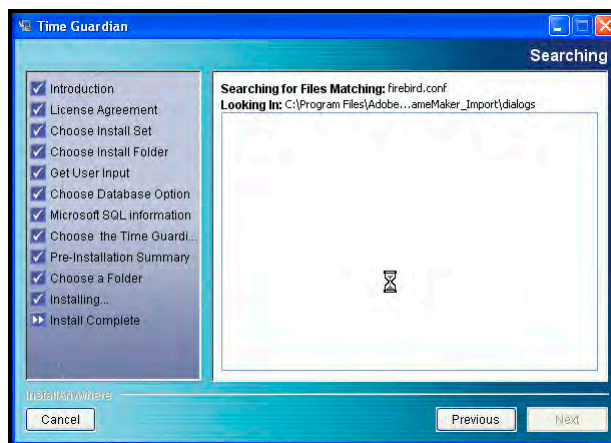 Time Guardian
Searching
Introduction
License Agreement
Choose Install Set
Choose Install Folder
Get User Input
Choose Database Option
Microsoft SQL information
Choose the Time Guardi...
Pre-Installation Summary
Choose a Folder
Installing...
Install Complete
Searching for Files Matching: firebird.conf
Looking In: C:\Program Files\Adobe...ameMaker_Import\dialogs
InstallAnywhere
Cancel
Previous
Next